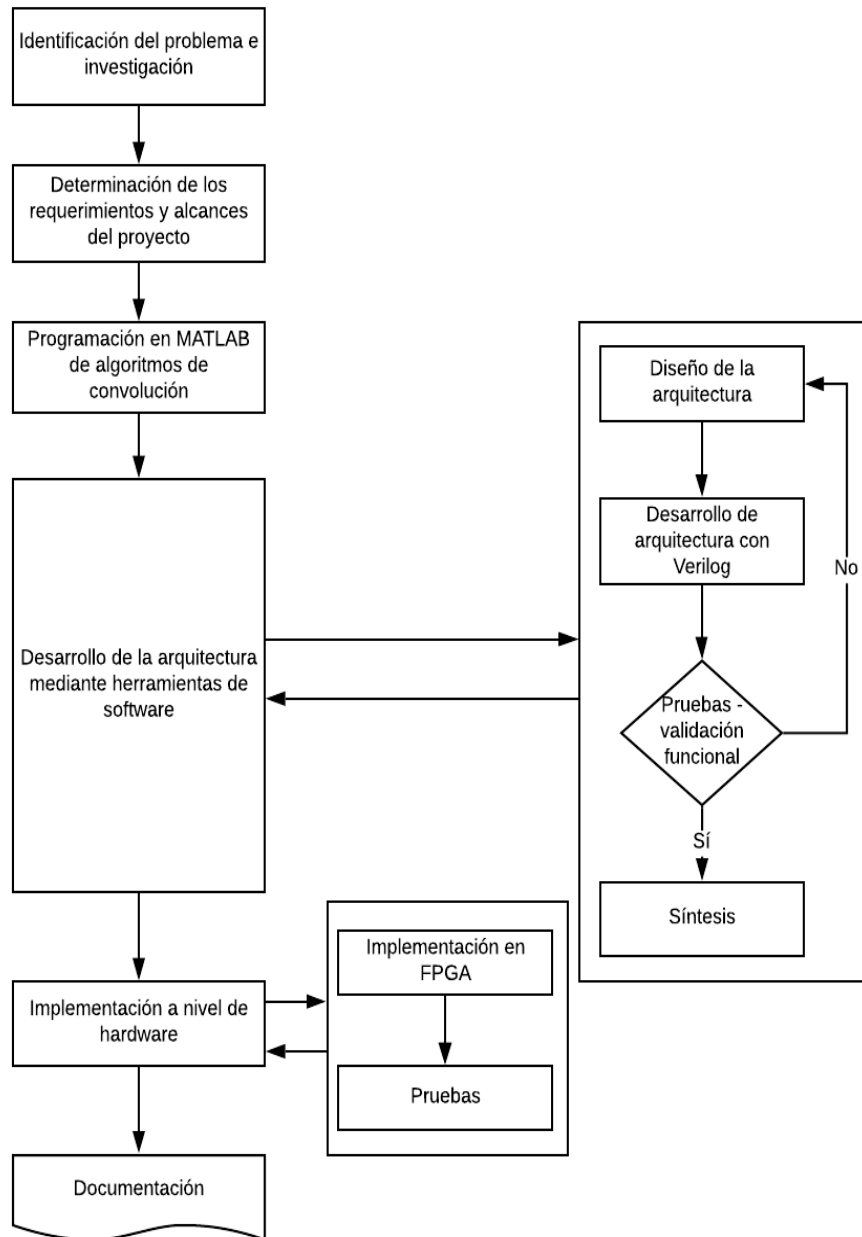 Identificación del problema e
investigación
Determinación de los
requerimientos y alcances
del proyecto
Programación en MATLAB
de algoritmos de
convolución
Desarrollo de la arquitectura
mediante herramientas de
software
Diseño de la
arquitectura
Desarrollo de
arquitectura con
Verilog
No
Pruebas -
validación
funcional
Sí
Síntesis
Implementación a nivel de
hardware
Implementación en
FPGA
Pruebas
Documentación